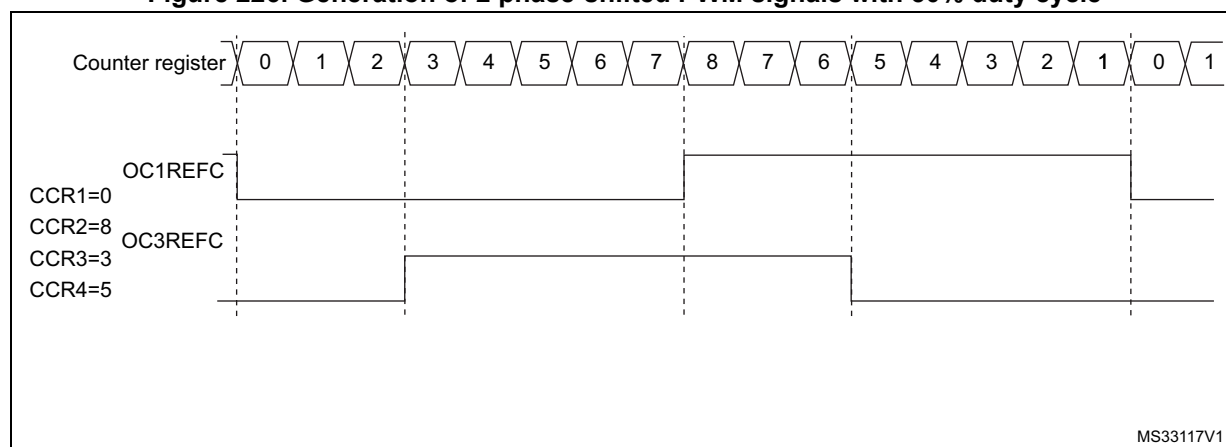 Figure 226. Generation of 2 phase-shifted PWM signals with 50% duty cycle
Counter register 0 1 2 3 4 5 6 7 8 7 6 5 4 3 2 1 0 1
OC1REFC
CCR1=0
CCR2=8
OC3REFC
CCR3=3
CCR4=5
MS33117V1